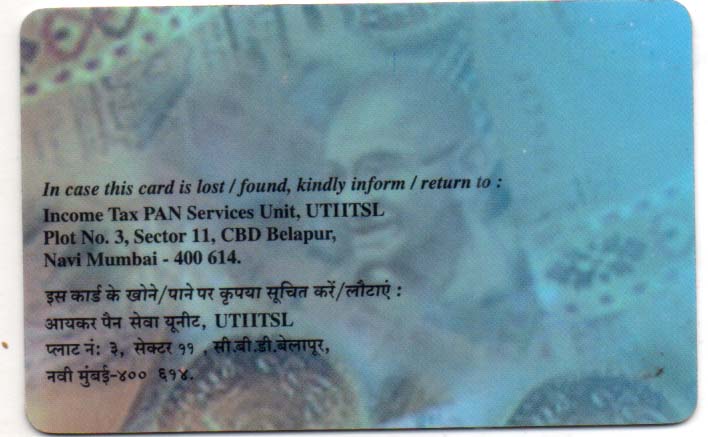 In case this card is lost / found, kindly inform / return to :
Income Tax PAN Services Unit, UTIITSL
Plot No. 3, Sector 11, CBD Belapur,
Navi Mumbai - 400 614.
इस कार्ड के खोने/पाने पर कृपया सूचित करें/लौटाएं :
आयकर पैन सेवा यूनीट, UTIITSL
प्लाट नं: ३, सेक्टर ११ , सी.बी.डी.बेलापूर,
नवी मुंबई-४०० ६१४.